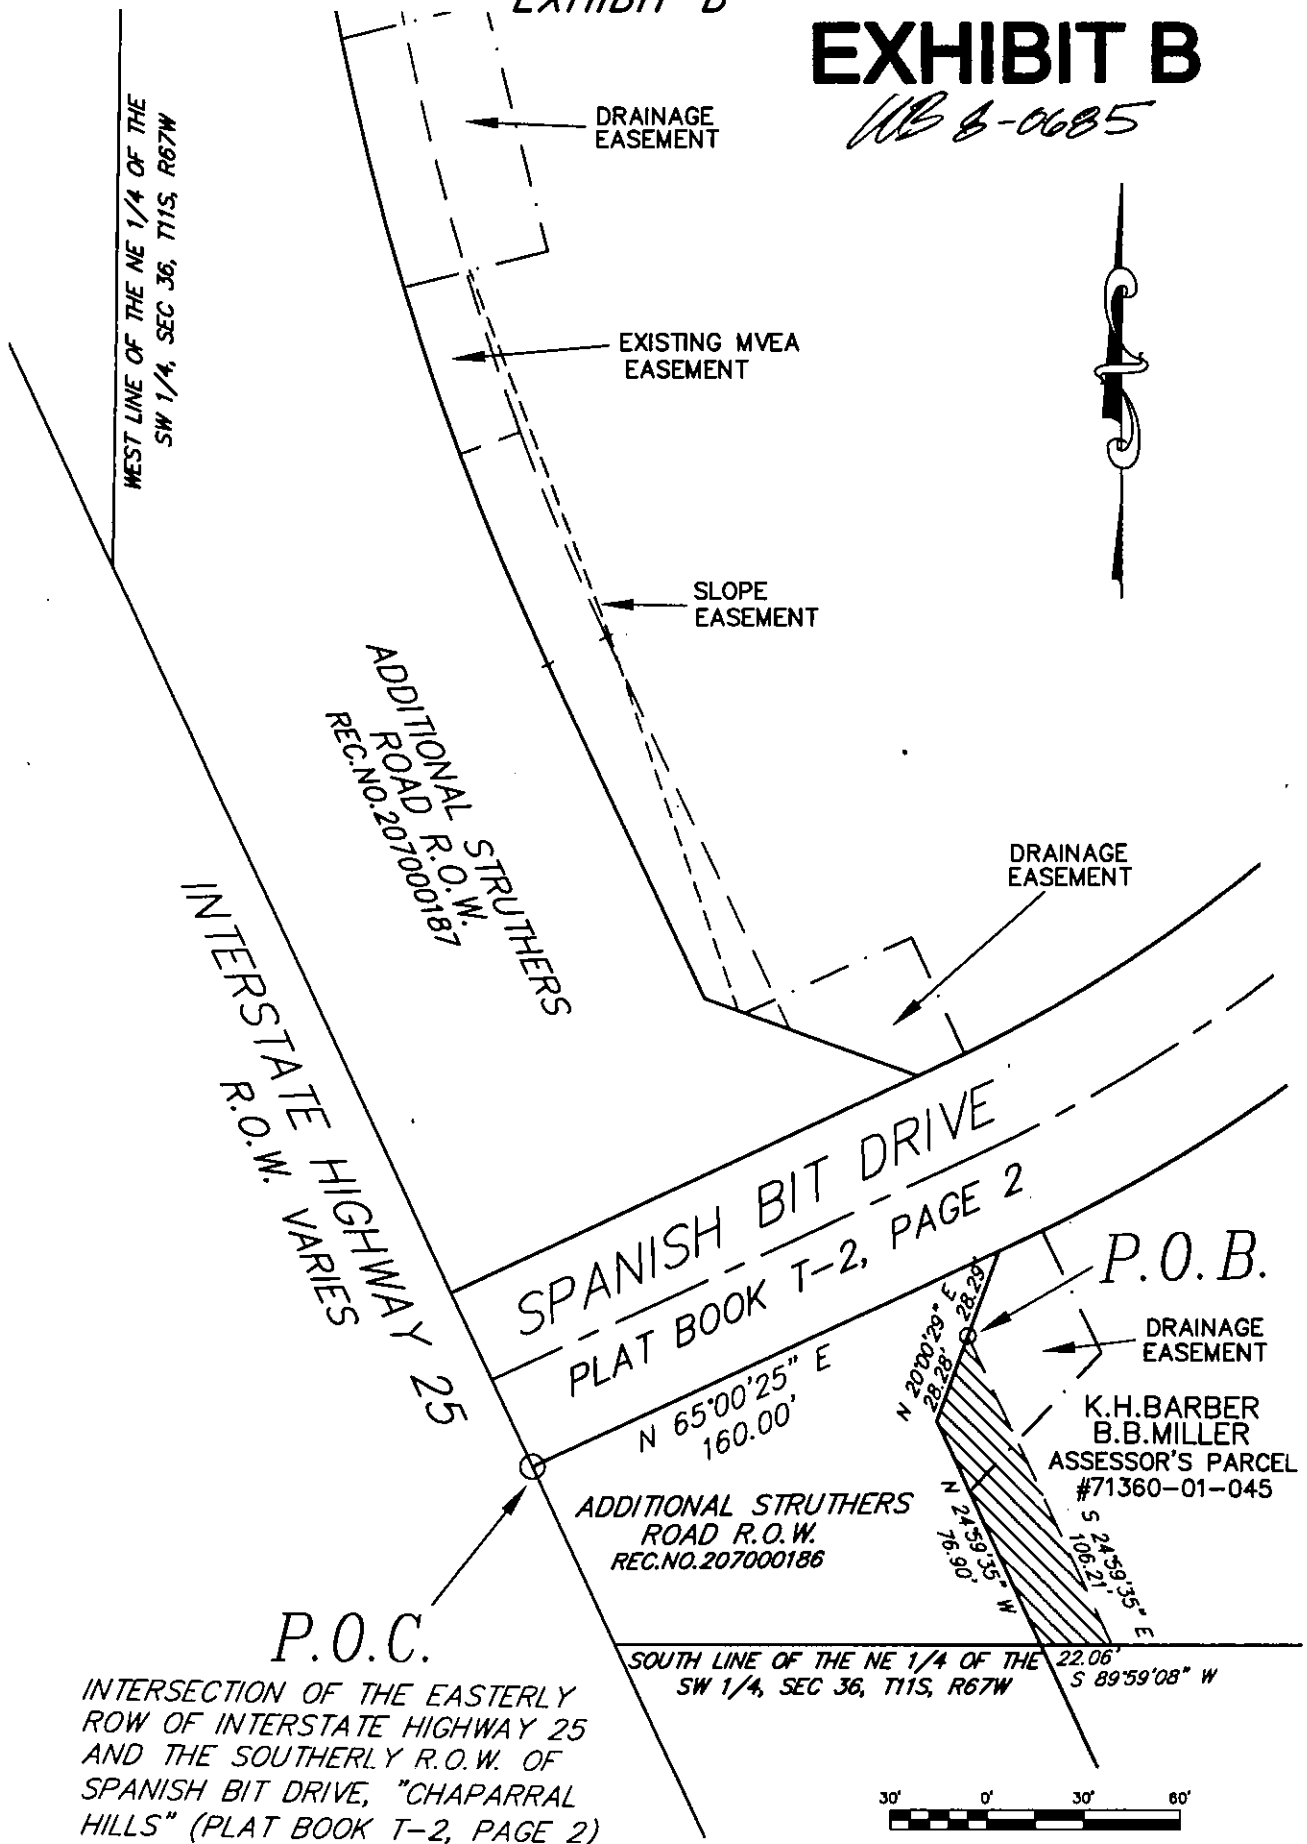 EXHIBIT B
EXHIBIT B
WEST LINE OF THE NE 1/4 OF THE
SW 1/4, SEC 36, T11S, R67W
DRAINAGE
EASEMENT
EXISTING MVEA
EASEMENT
SLOPE
EASEMENT
ADDITIONAL STRUTHERS
ROAD R.O.W.
REC.NO.207000187
DRAINAGE
EASEMENT
INTERSTATE HIGHWAY 25
R.O.W. VARIES
SPANISH BIT DRIVE
PLAT BOOK T-2, PAGE 2
N 65°00'25" E
160.00'
N 20°00'29" E
28.29'
28.28'
P.O.B.
DRAINAGE
EASEMENT
K.H.BARBER
B.B.MILLER
ASSESSOR'S PARCEL
#71360-01-045
N 24°59'35" W
76.90'
S 24°59'35" E
106.21'
ADDITIONAL STRUTHERS
ROAD R.O.W.
REC.NO.207000186
P.O.C.
INTERSECTION OF THE EASTERLY
ROW OF INTERSTATE HIGHWAY 25
AND THE SOUTHERLY R.O.W. OF
SPANISH BIT DRIVE, "CHAPARRAL
HILLS" (PLAT BOOK T-2, PAGE 2)
SOUTH LINE OF THE NE 1/4 OF THE
SW 1/4, SEC 36, T11S, R67W
22.06'
S 89°59'08" W
30' 0' 30' 60'